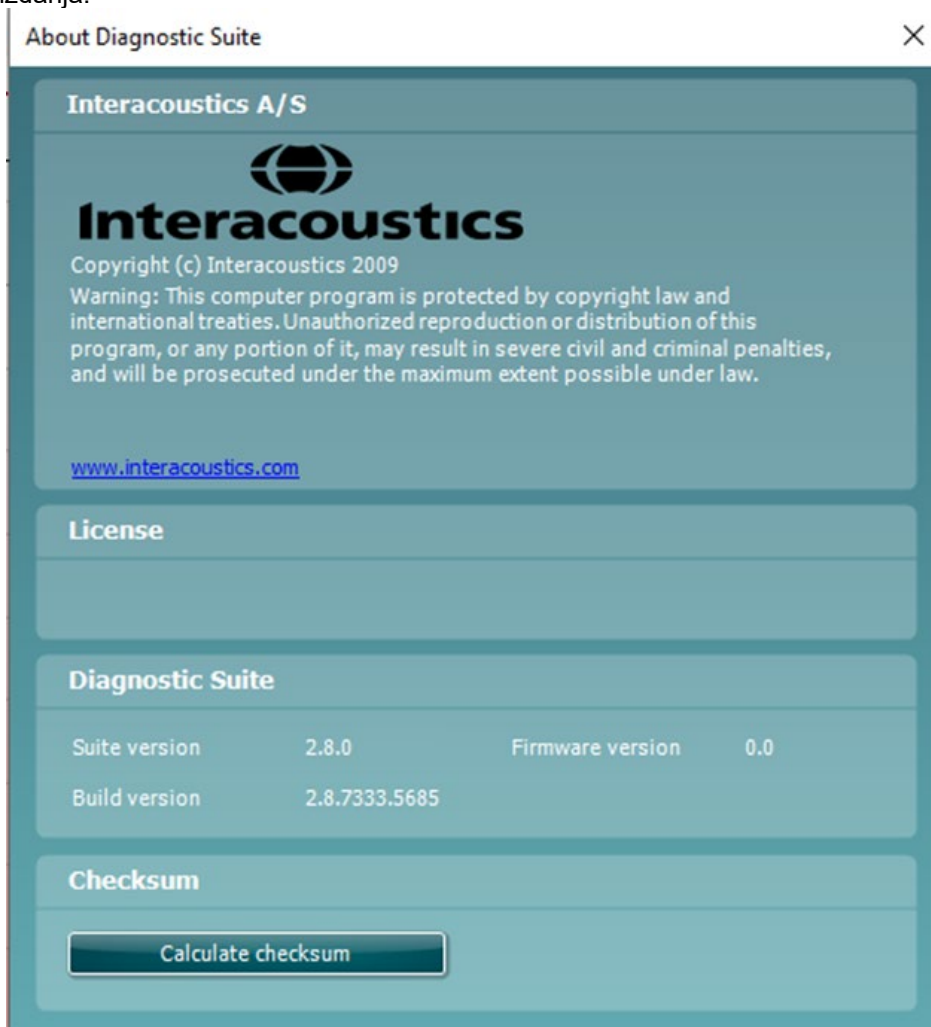 izdanja.
About Diagnostic Suite
Interacoustics A/S
Interacoustics
Copyright (c) Interacoustics 2009
Warning: This computer program is protected by copyright law and
international treaties. Unauthorized reproduction or distribution of this
program, or any portion of it, may result in severe civil and criminal penalties,
and will be prosecuted under the maximum extent possible under law.
www.interacoustics.com
License
Diagnostic Suite
Suite version 2.8.0 Firmware version 0.0
Build version 2.8.7333.5685
Checksum
Calculate checksum